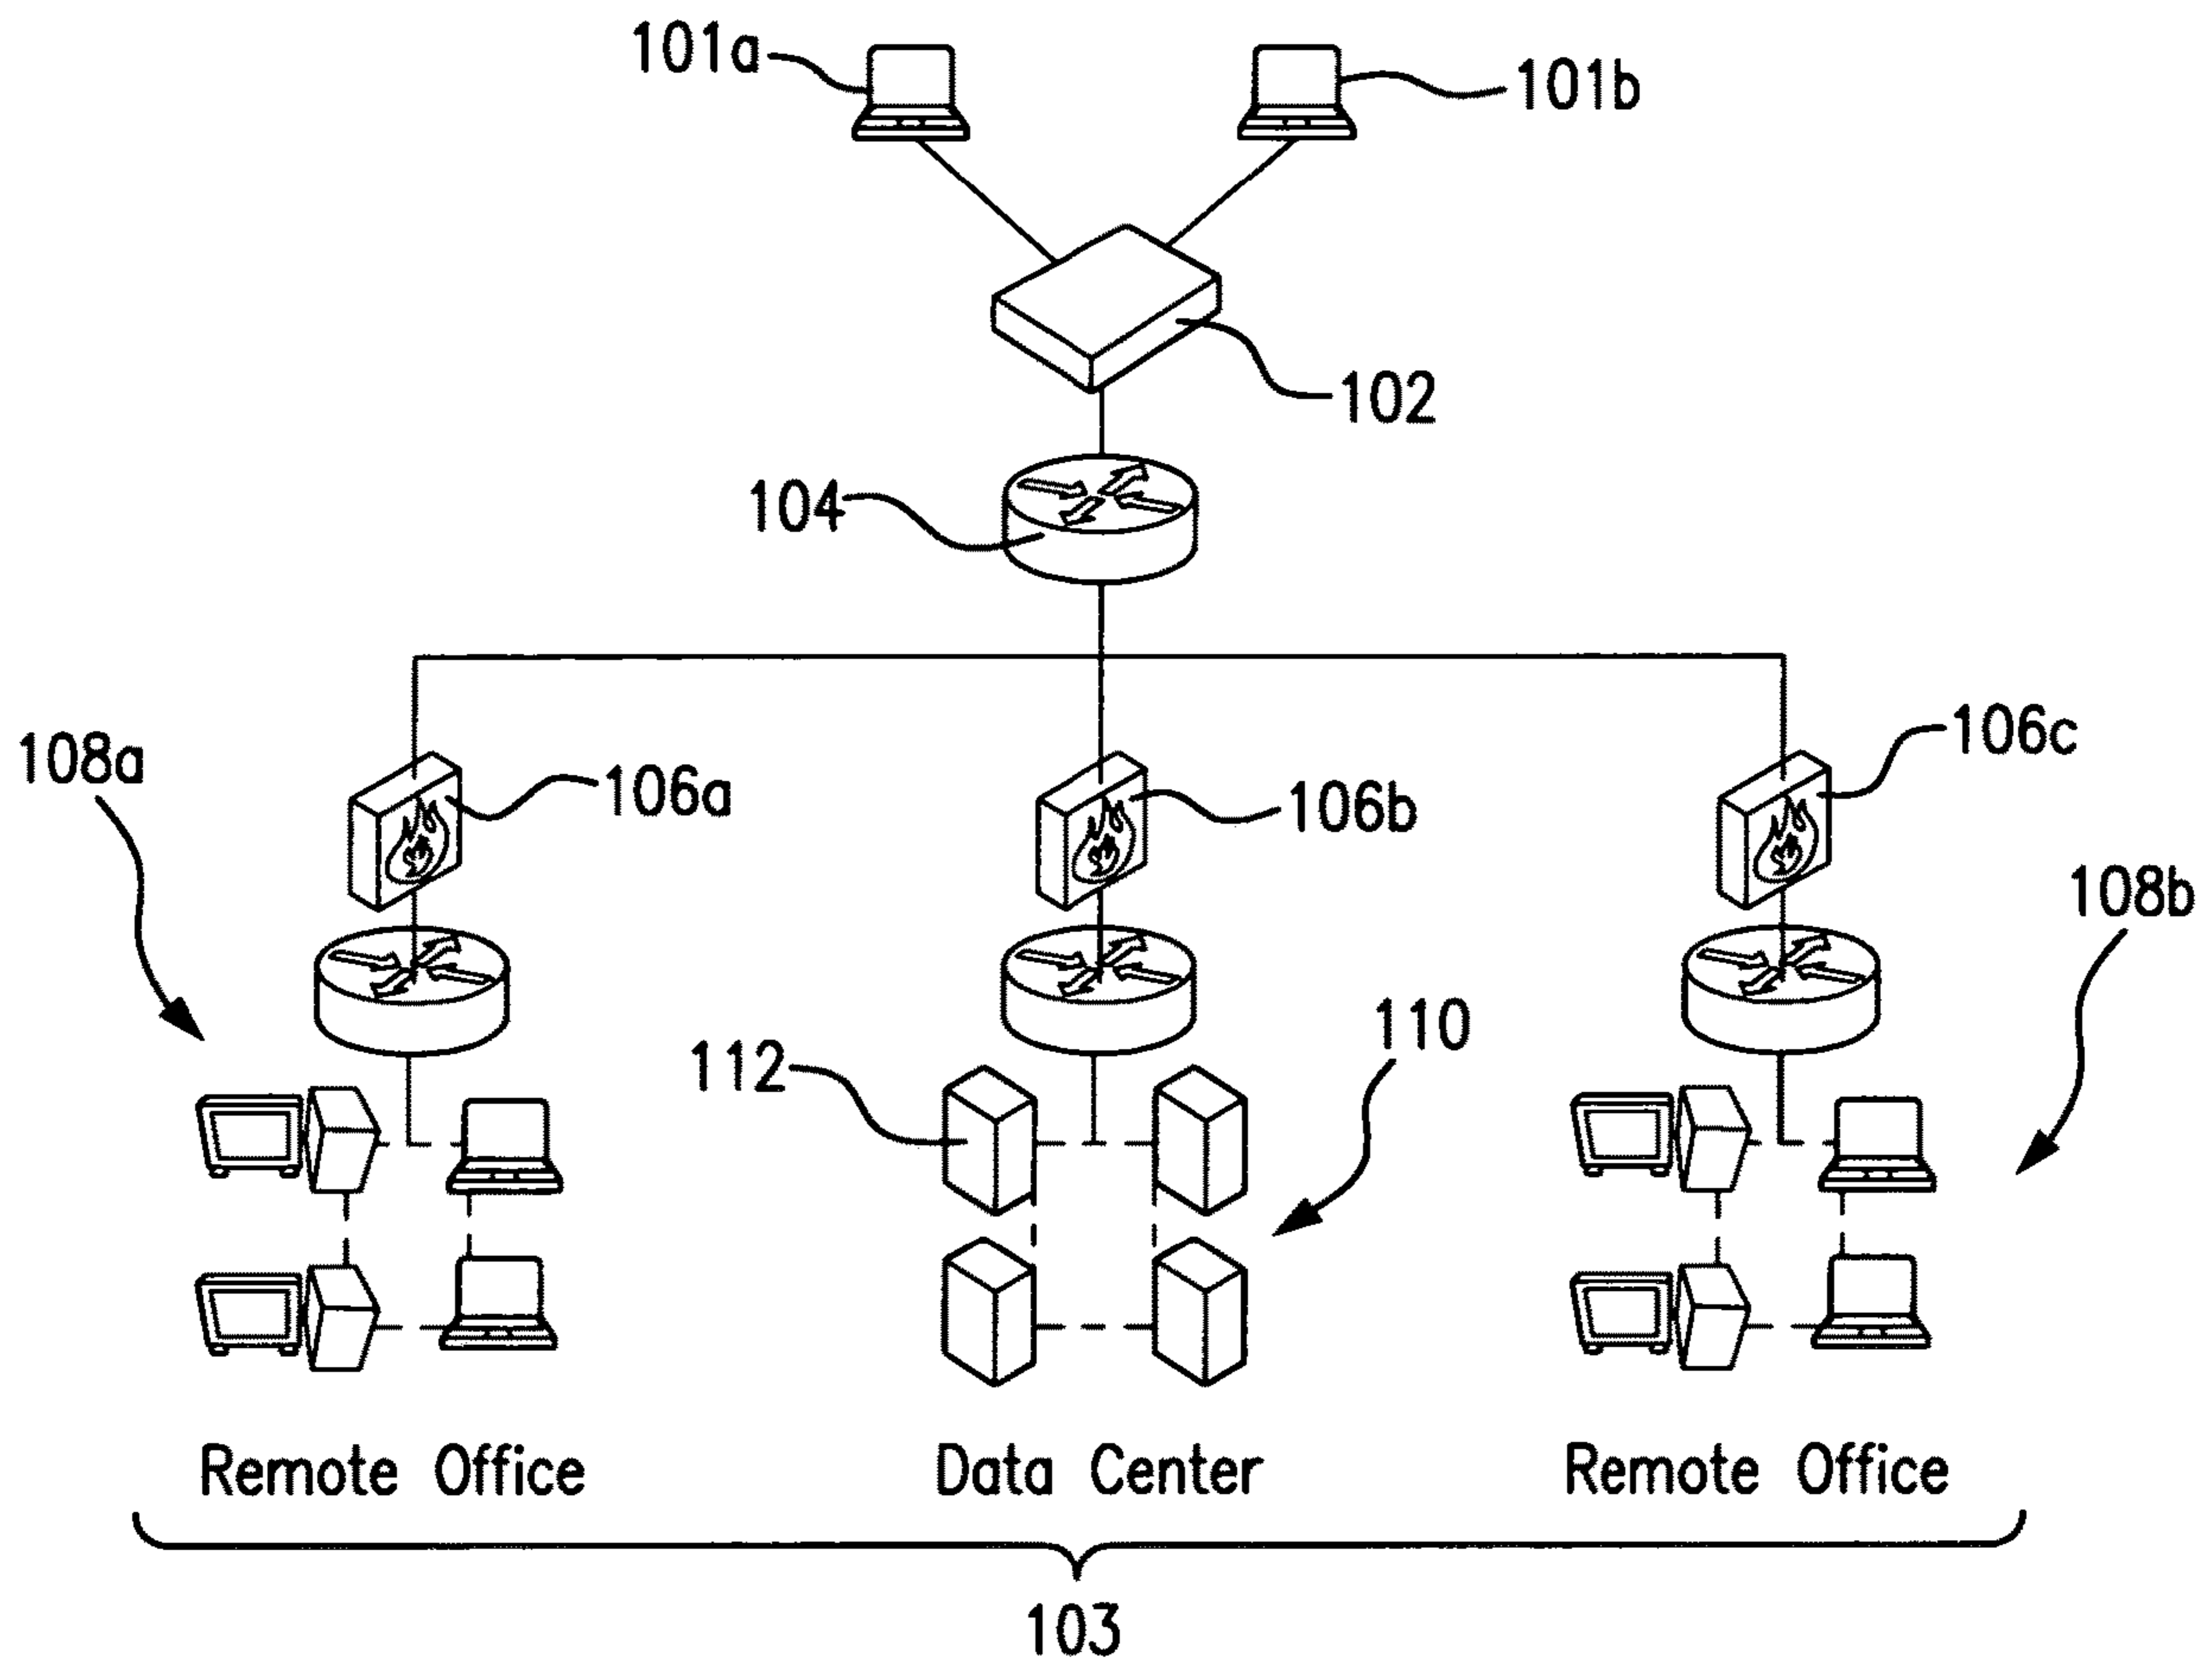 101a
101b
102
104
106c
108a
106a
106b
108b
110
112
Remote Office
Data Center
Remote Office
103